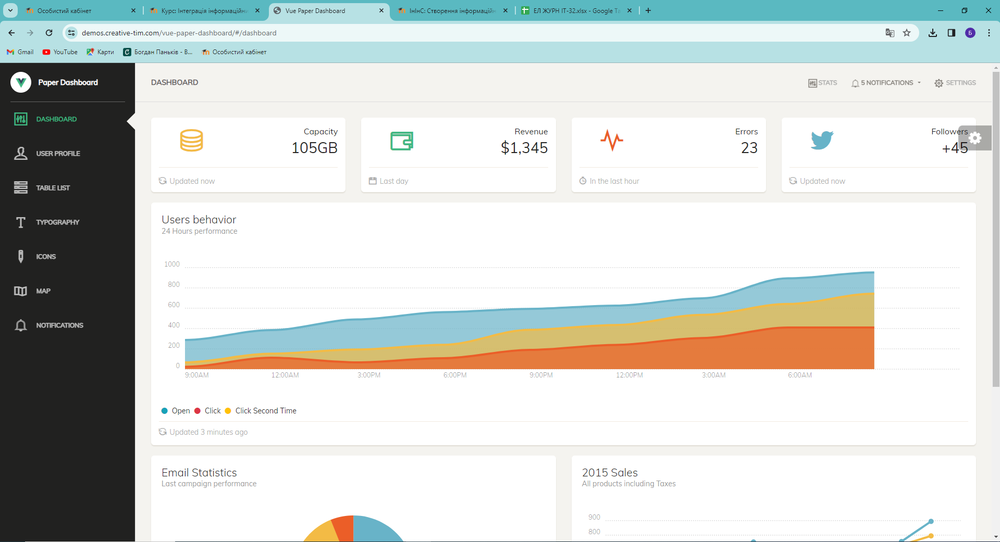 Особистий кабінет
Курс: Інтеграція інформаційни
Vue Paper Dashboard
ІнІнС: Створення інформаційн
ЕЛ ЖУРН ІТ-32.xlsx - Google Та
demos.creative-tim.com/vue-paper-dashboard/#/dashboard
Б
Gmail
YouTube
Карти
Богдан Паньків - В...
Особистий кабінет
Paper Dashboard
DASHBOARD
STATS
5 NOTIFICATIONS
SETTINGS
DASHBOARD
USER PROFILE
TABLE LIST
TYPOGRAPHY
ICONS
MAP
NOTIFICATIONS
Capacity
105GB
Updated now
Revenue
$1,345
Last day
Errors
23
In the last hour
Followers
+45
Updated now
Users behavior
24 Hours performance
1000
800
600
400
200
0
9:00AM 12:00AM 3:00PM 6:00PM 9:00PM 12:00PM 3:00AM 6:00AM
Open Click Click Second Time
Updated 3 minutes ago
Email Statistics
Last campaign performance
2015 Sales
All products including Taxes
900
800